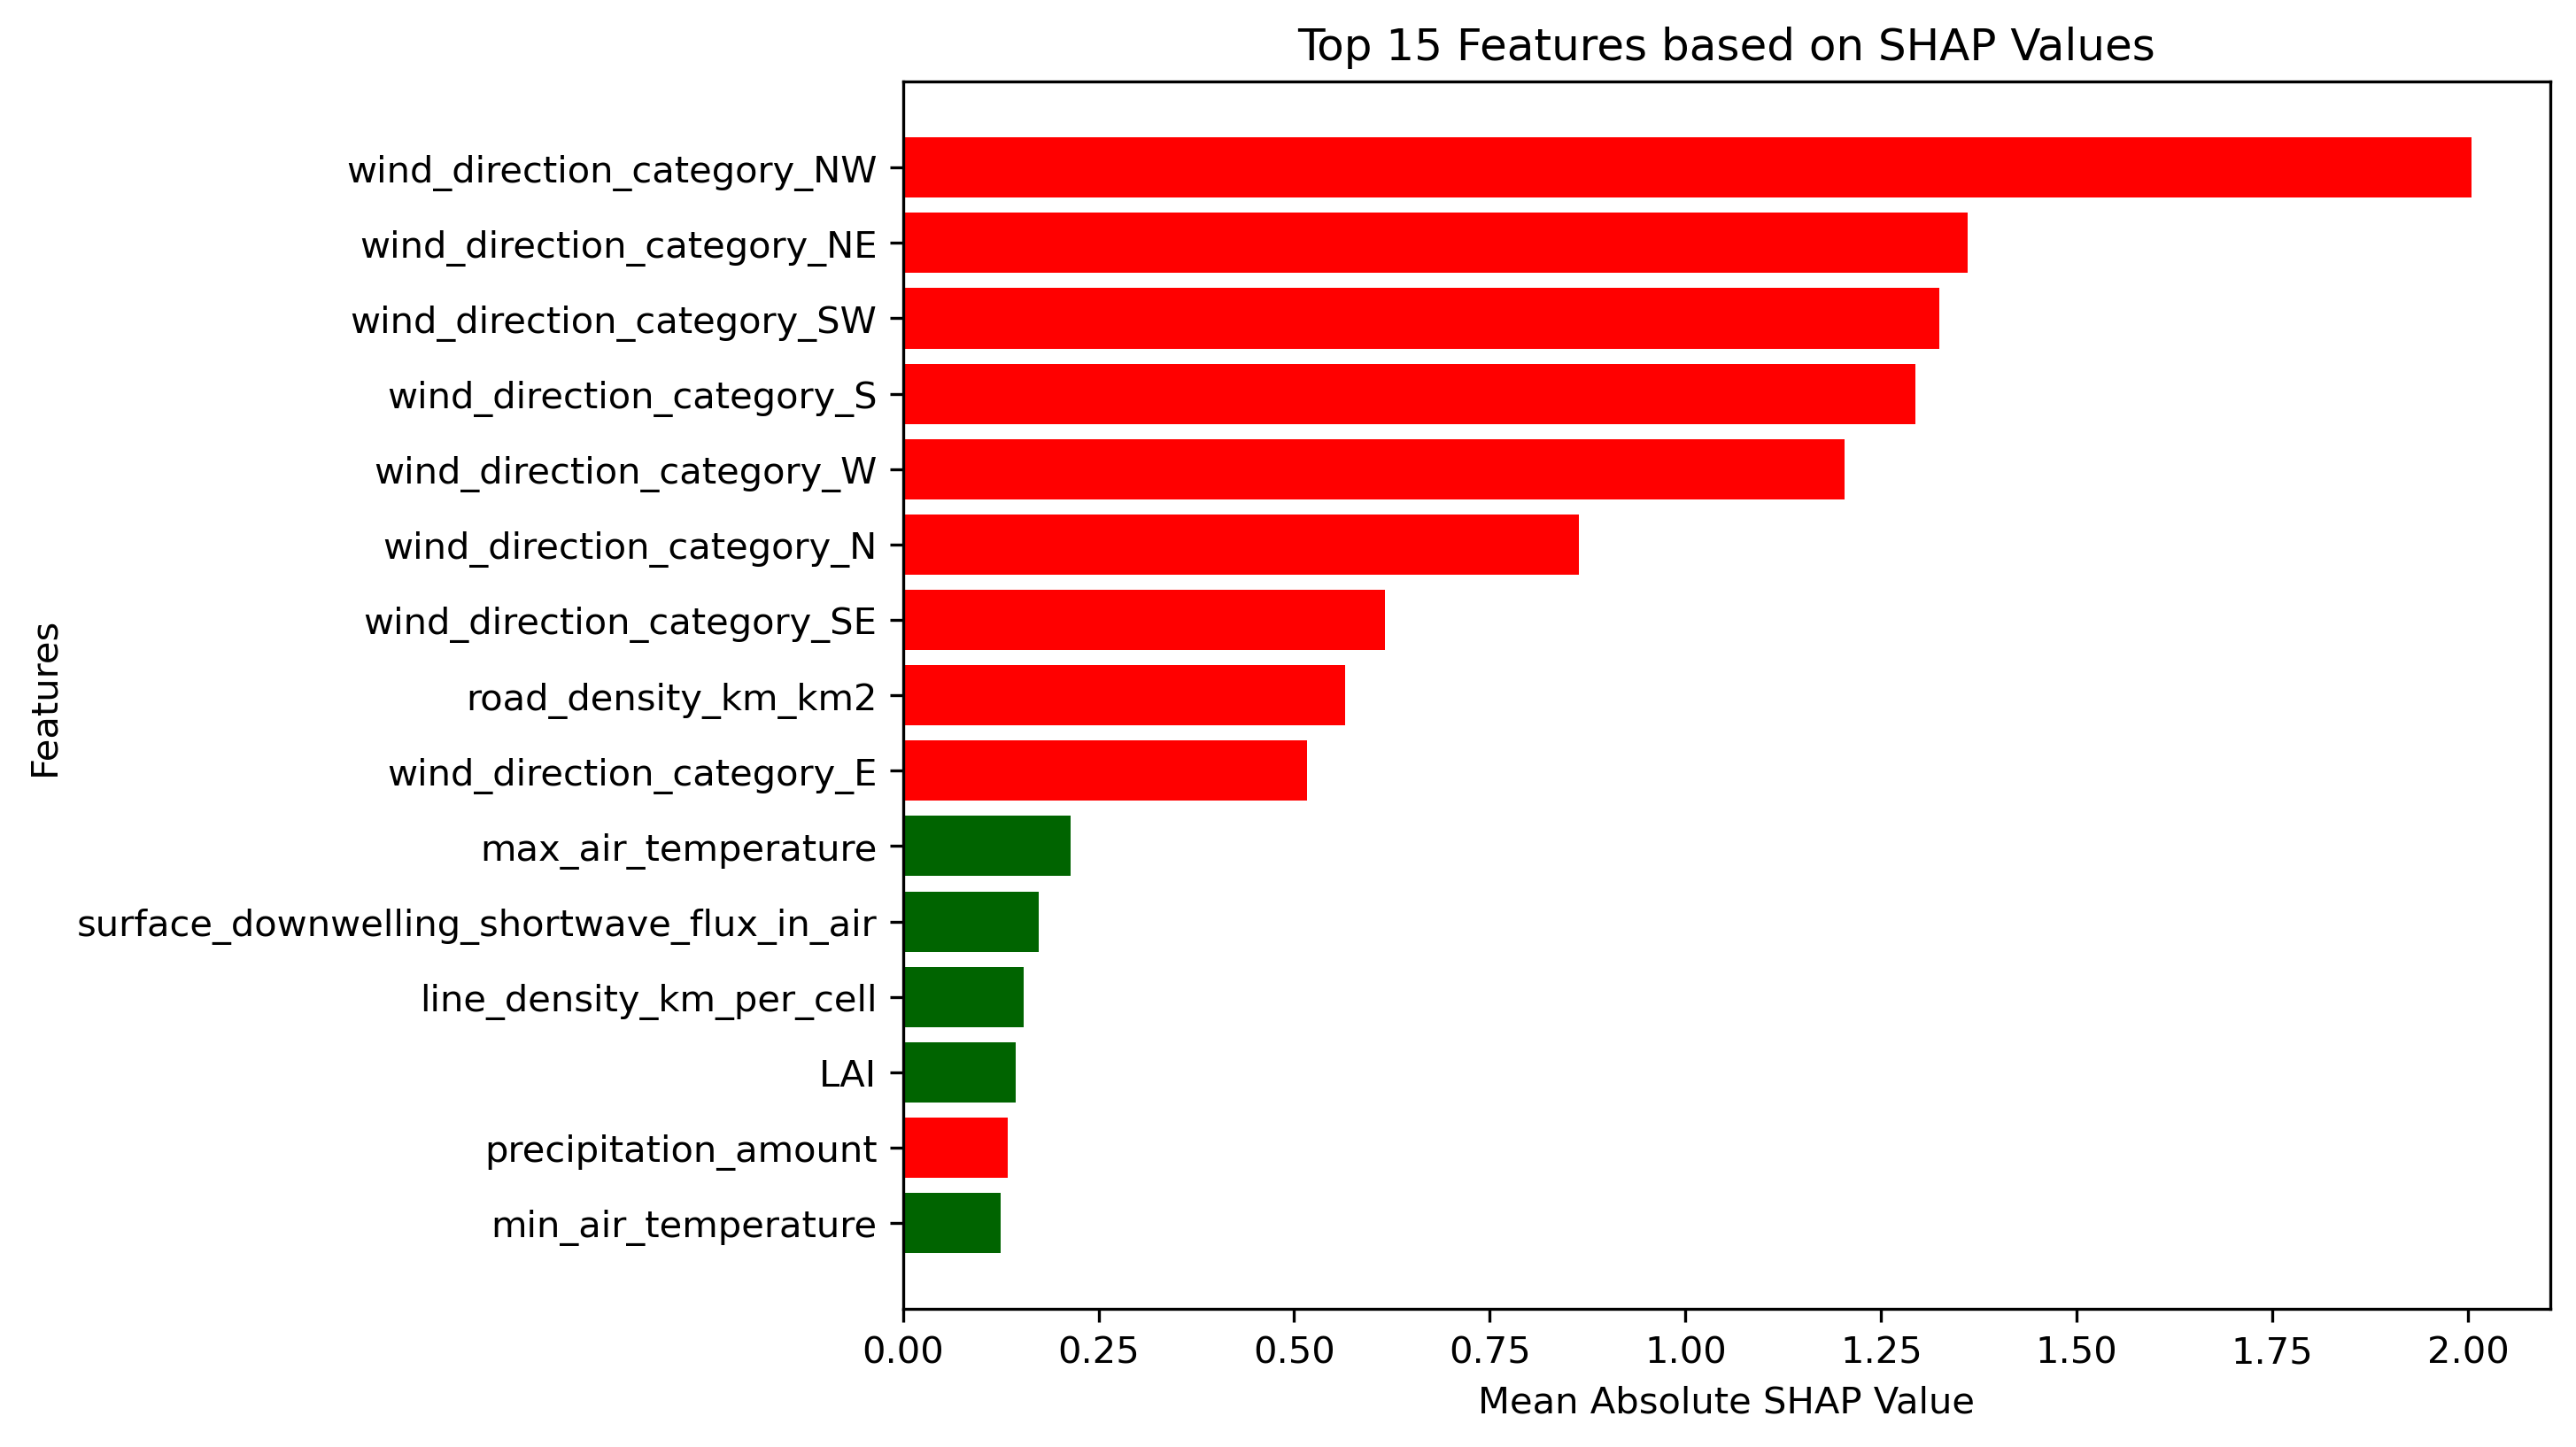 Top 15 Features based on SHAP Values
Features
wind_direction_category_NW
wind_direction_category_NE
wind_direction_category_SW
wind_direction_category_S
wind_direction_category_W
wind_direction_category_N
wind_direction_category_SE
road_density_km_km2
wind_direction_category_E
max_air_temperature
surface_downwelling_shortwave_flux_in_air
line_density_km_per_cell
LAI
precipitation_amount
min_air_temperature
0.00 0.25 0.50 0.75 1.00 1.25 1.50 1.75 2.00
Mean Absolute SHAP Value